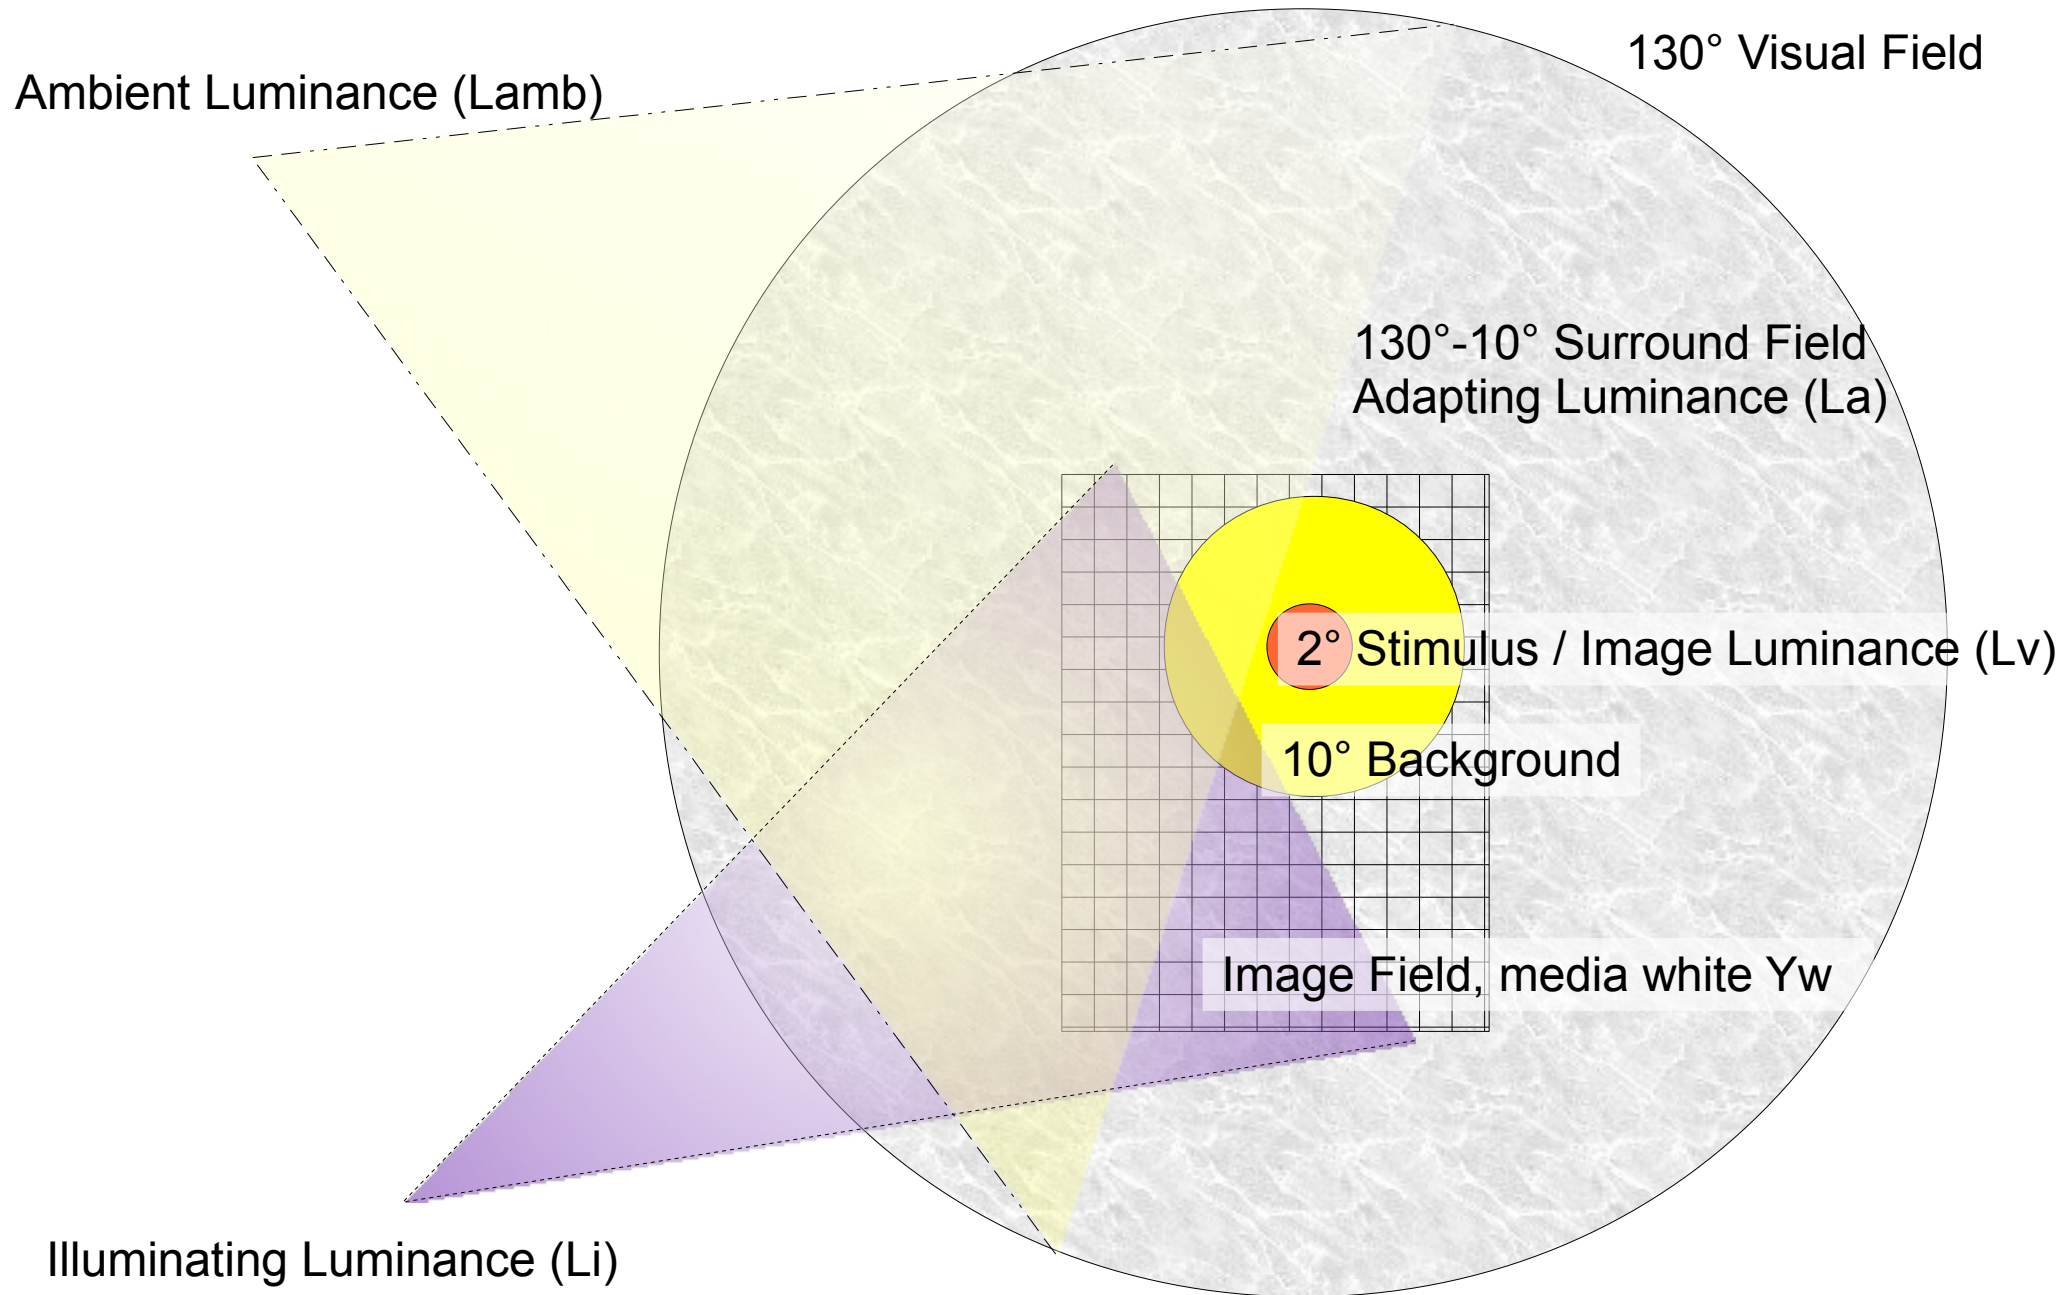 130° Visual Field
Ambient Luminance (Lamb)
130°-10° Surround Field
Adapting Luminance (La)
2° Stimulus / Image Luminance (Lv)
10° Background
Image Field, media white Yw
Illuminating Luminance (Li)